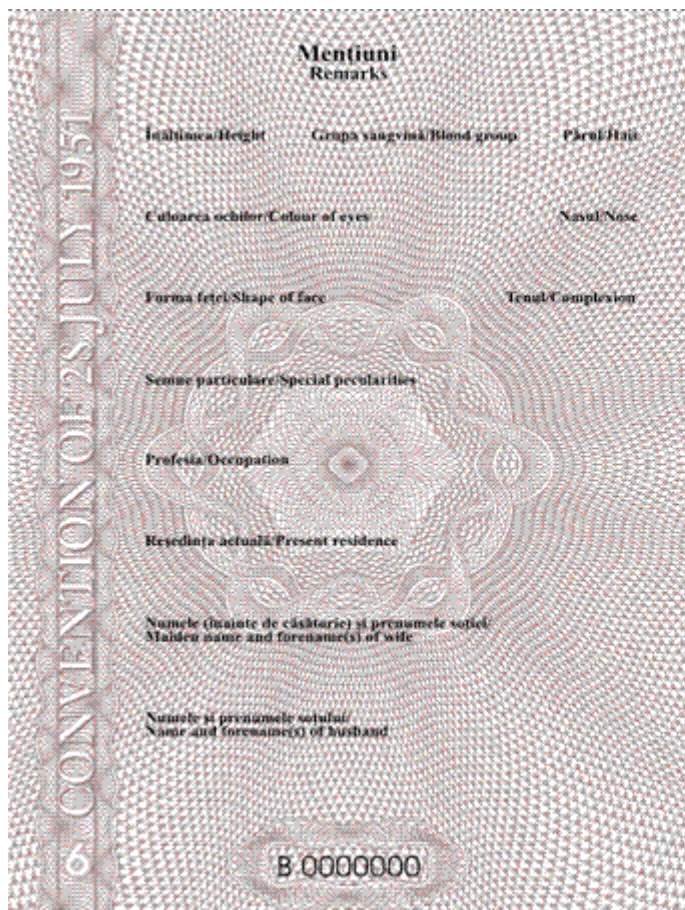 Mențiuni
Remarks
Înălțimea/Height Grupa sangvină/Blood group Părul/Hair
Culoarea ochilor/Colour of eyes Nasul/Nose
Forma feței/Shape of face Tenul/Complexion
Semne particulare/Special pecularities
Profesia/Occupation
Reședința actuală/Present residence
Numele (înainte de căsătorie) și prenumele soției/
Maiden name and forename(s) of wife
Numele și prenumele soțului/
Name and forename(s) of husband
B 0000000
6 CONVENTION OF 28 JULY 1951